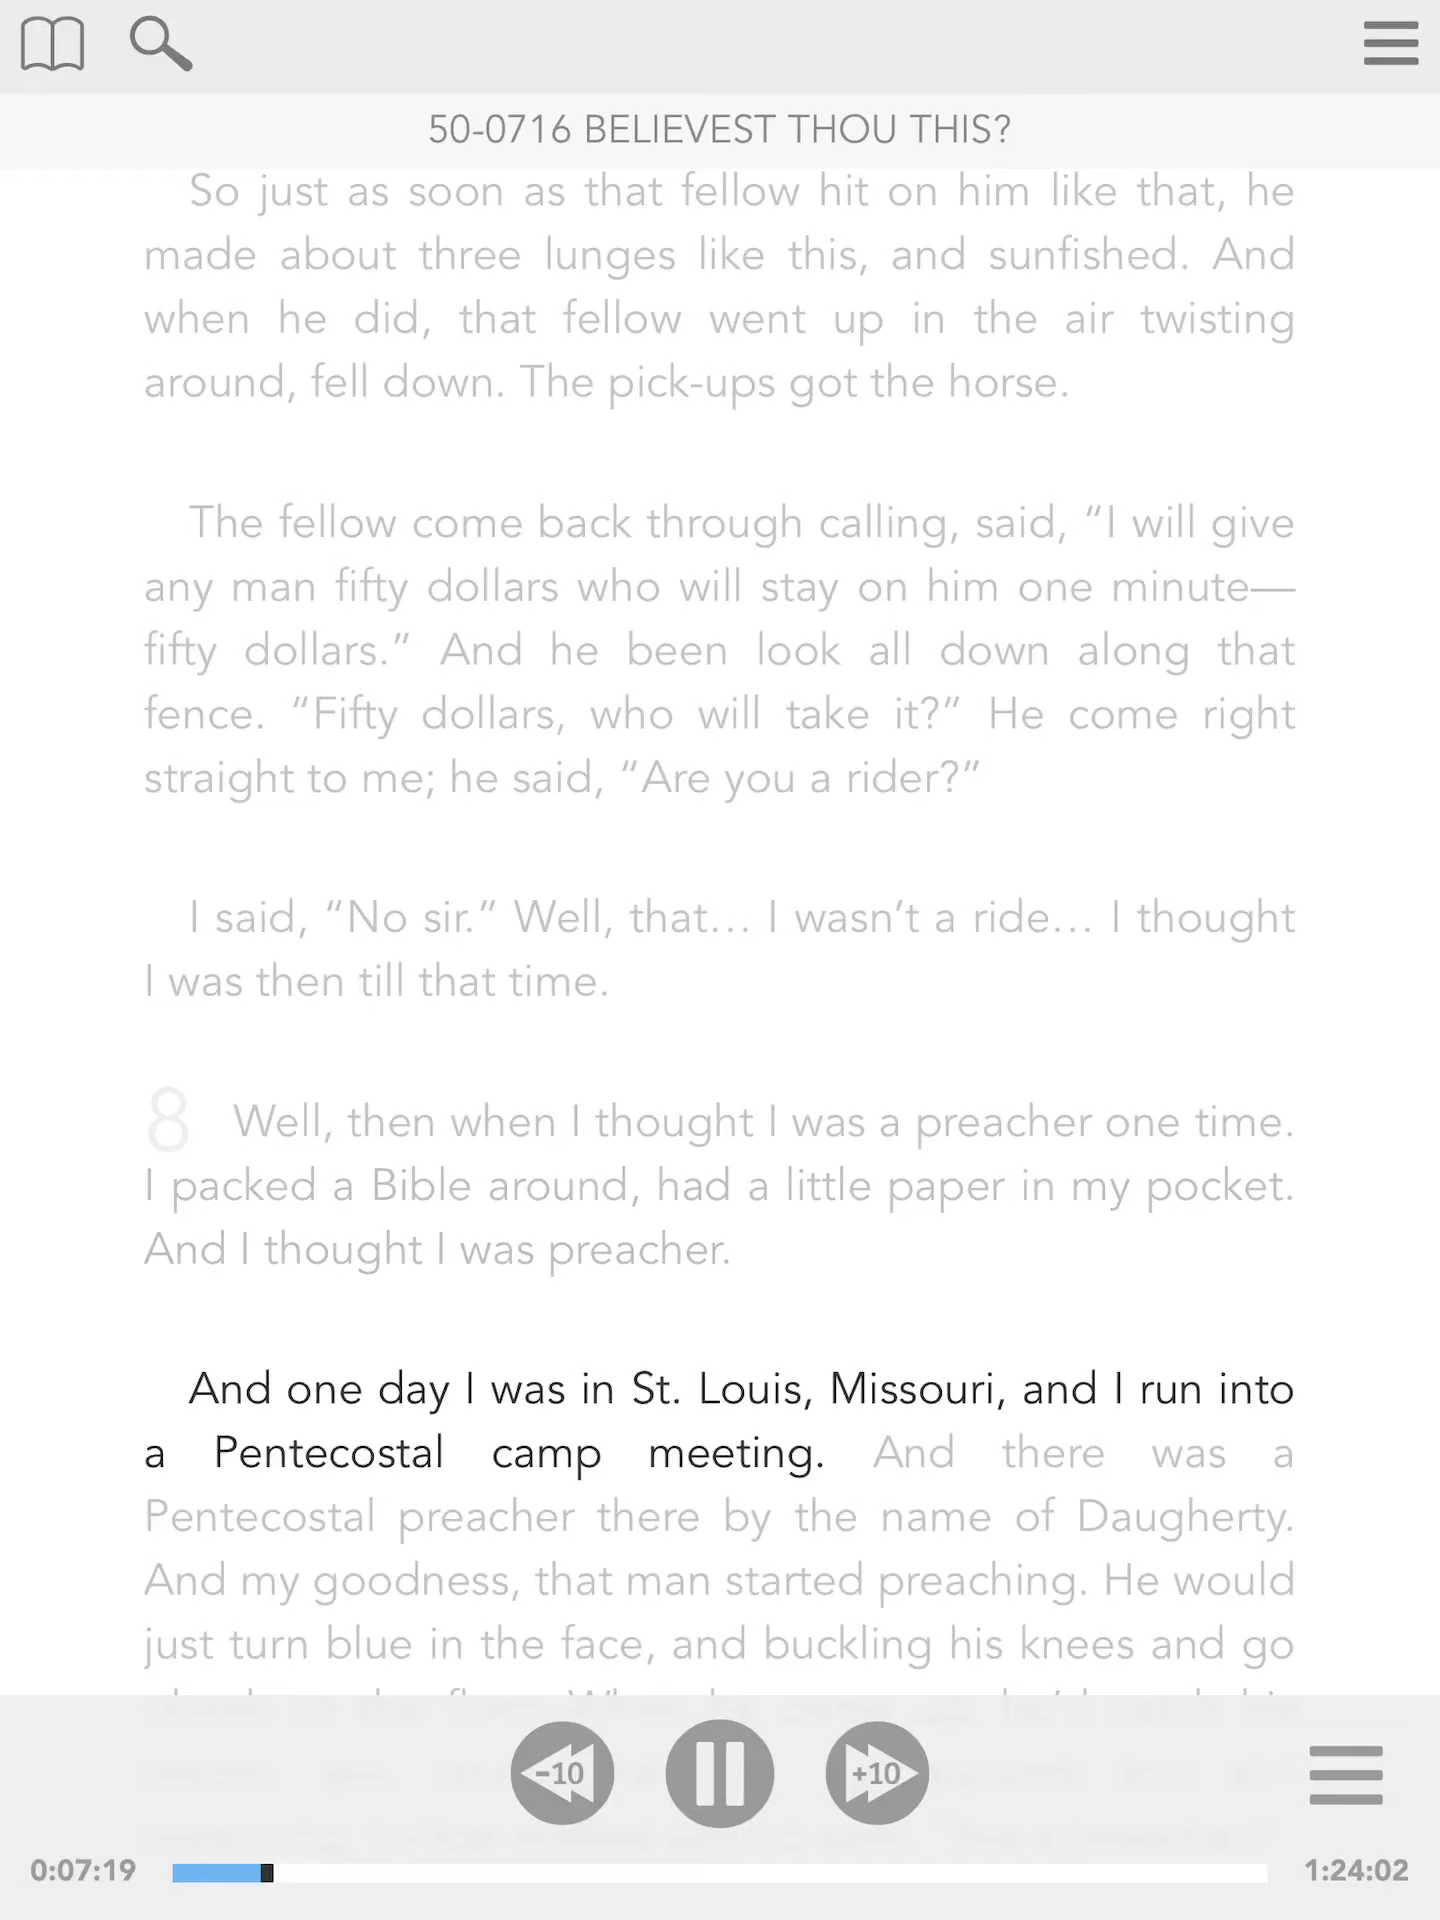 50-0716 BELIEVEST THOU THIS?
So just as soon as that fellow hit on him like that, he
made about three lunges like this, and sunfished. And
when he did, that fellow went up in the air twisting
around, fell down. The pick-ups got the horse.
The fellow come back through calling, said, “I will give
any man fifty dollars who will stay on him one minute—
fifty dollars.” And he been look all down along that
fence. “Fifty dollars, who will take it?” He come right
straight to me; he said, “Are you a rider?”
I said, “No sir.” Well, that… I wasn’t a ride… I thought
I was then till that time.
8 Well, then when I thought I was a preacher one time.
I packed a Bible around, had a little paper in my pocket.
And I thought I was preacher.
And one day I was in St. Louis, Missouri, and I run into
a Pentecostal camp meeting. And there was a
Pentecostal preacher there by the name of Daugherty.
And my goodness, that man started preaching. He would
just turn blue in the face, and buckling his knees and go
-10 +10
0:07:19 1:24:02